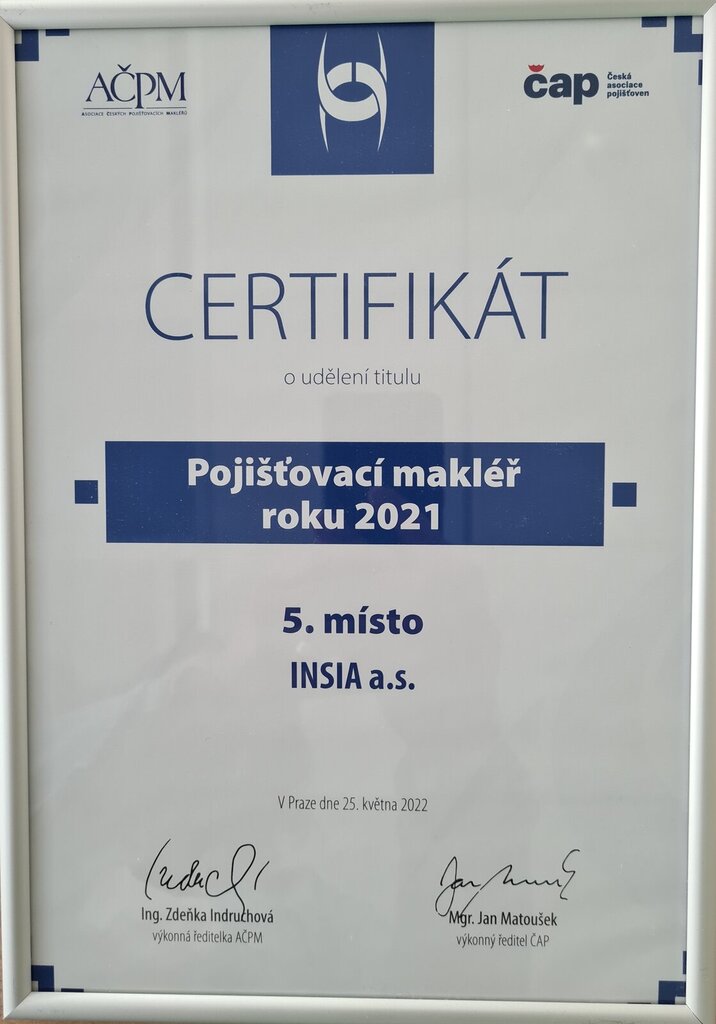 AČPM
ASOCIACE ČESKÝCH POJIŠŤOVACÍCH MAKLÉŘŮ
čap
Česká
asociace
pojišťoven
CERTIFIKÁT
o udělení titulu
Pojišťovací makléř
roku 2021
5. místo
INSIA a.s.
V Praze dne 25. května 2022
Ing. Zdeňka Indruchová
výkonná ředitelka AČPM
Mgr. Jan Matoušek
výkonný ředitel ČAP